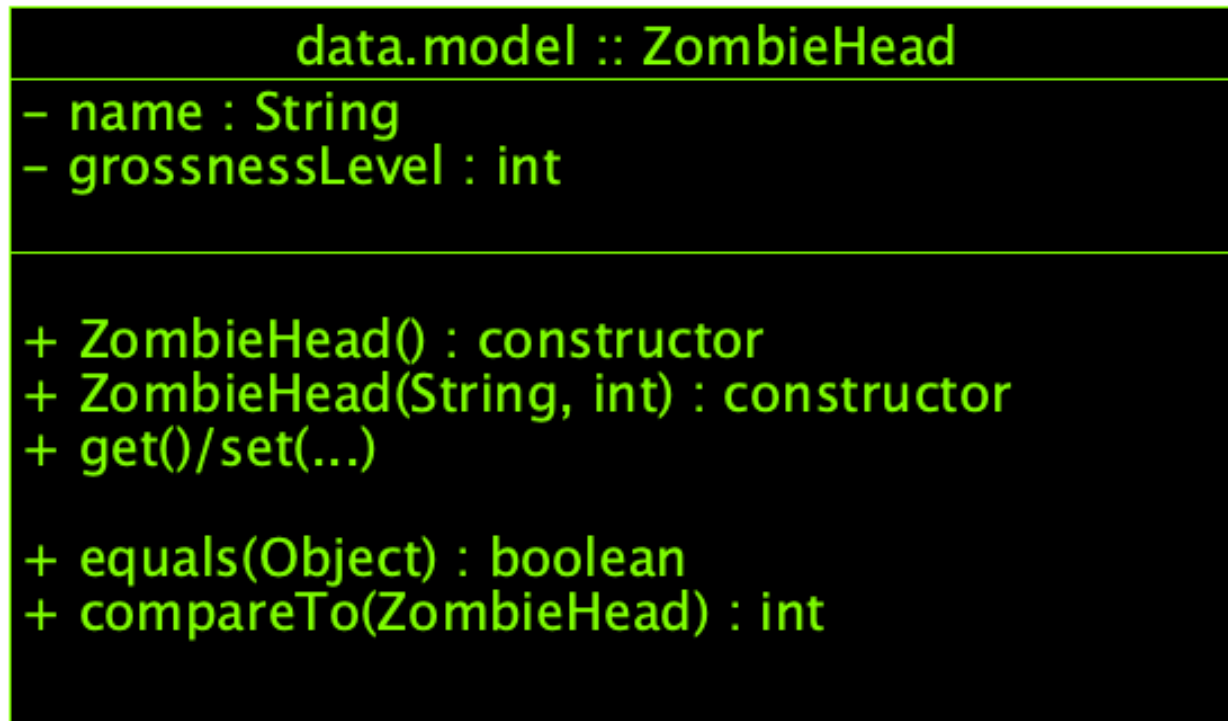 data.model :: ZombieHead
– name : String
– grossnessLevel : int
+ ZombieHead() : constructor
+ ZombieHead(String, int) : constructor
+ get()/set(...)
+ equals(Object) : boolean
+ compareTo(ZombieHead) : int